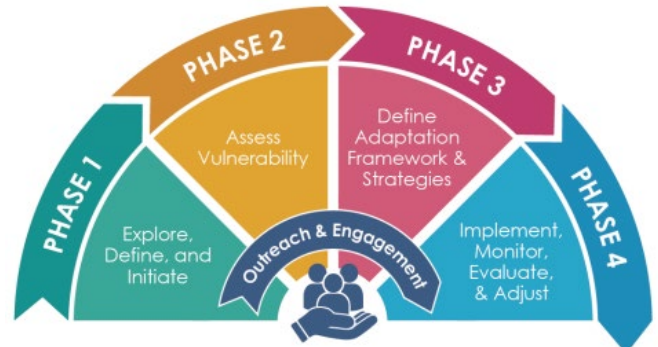 PHASE 1
Explore,
Define, and
Initiate
PHASE 2
Assess
Vulnerability
PHASE 3
Define
Adaptation
Framework &
Strategies
PHASE 4
Implement,
Monitor,
Evaluate,
& Adjust
Outreach & Engagement